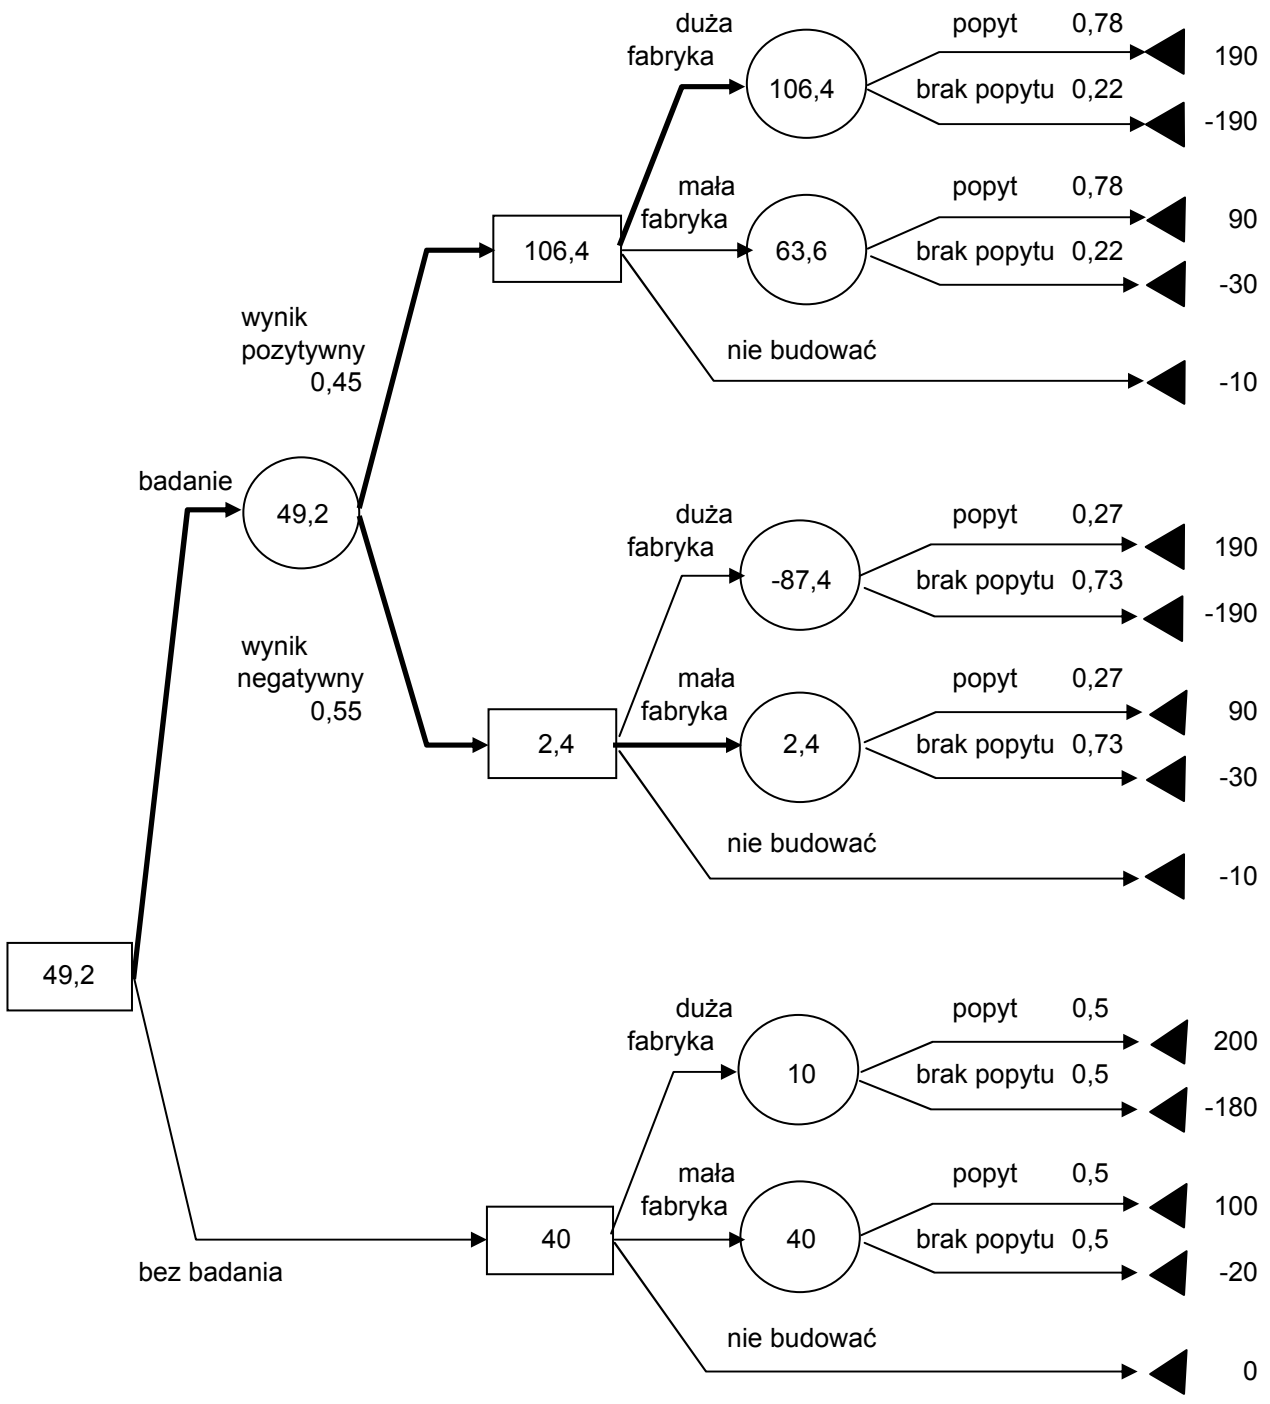 duża popyt 0,78
fabryka 190
106,4 brak popytu 0,22
-190
mała popyt 0,78
fabryka 90
106,4 63,6 brak popytu 0,22
-30
wynik
pozytywny nie budować
0,45 -10
badanie
49,2
duża popyt 0,27
fabryka 190
-87,4 brak popytu 0,73
-190
wynik
negatywny mała popyt 0,27
0,55 fabryka 90
2,4 2,4 brak popytu 0,73
-30
nie budować
-10
49,2
duża popyt 0,5
fabryka 200
10 brak popytu 0,5
-180
mała popyt 0,5
fabryka 100
40 40 brak popytu 0,5
bez badania -20
nie budować
0